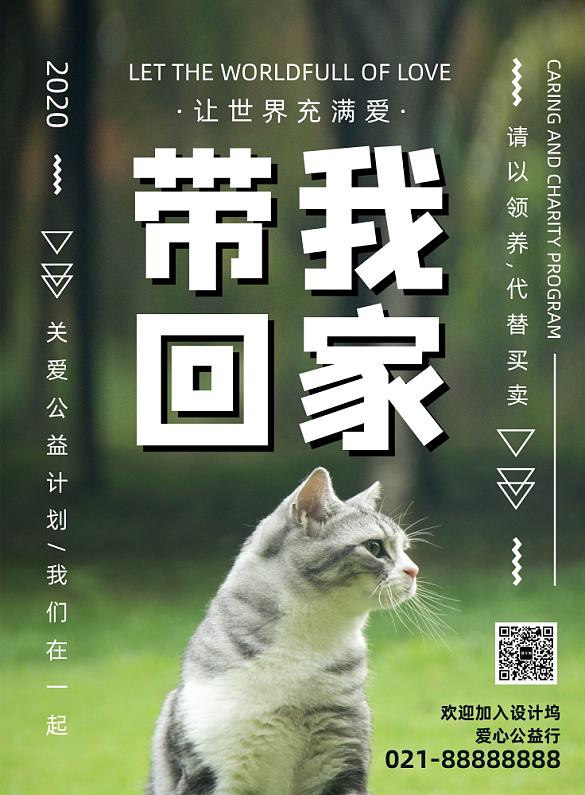 2020
关爱公益计划/我们在一起
LET THE WORLDFULL OF LOVE
·让世界充满爱·
带我
回家
请以领养,代替买卖
CARING AND CHARITY PROGRAM
欢迎加入设计坞
爱心公益行
021-88888888